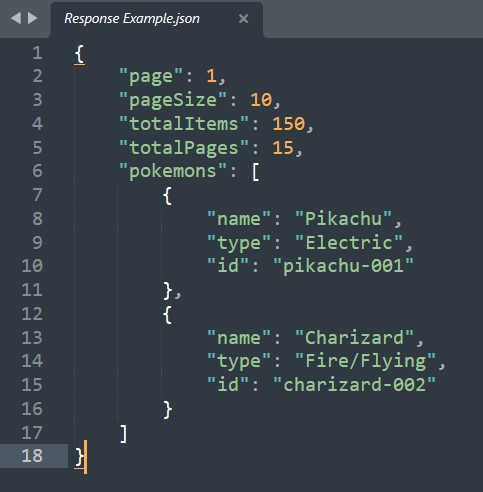 Response Example.json
1 {
2 "page": 1,
3 "pageSize": 10,
4 "totalItems": 150,
5 "totalPages": 15,
6 "pokemons": [
7 {
8 "name": "Pikachu",
9 "type": "Electric",
10 "id": "pikachu-001"
11 },
12 {
13 "name": "Charizard",
14 "type": "Fire/Flying",
15 "id": "charizard-002"
16 }
17 ]
18 }